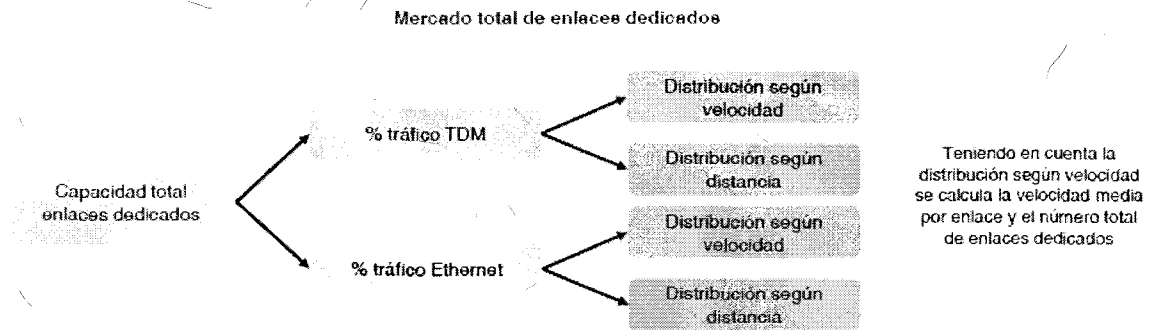 Mercado total de enlaces dedicados
Capacidad total
enlaces dedicados
% tráfico TDM
% tráfico Ethernet
Distribución según
velocidad
Distribución según
distancia
Distribución según
velocidad
Distribución según
distancia
Teniendo en cuenta la
distribución según velocidad
se calcula la velocidad media
por enlace y el número total
de enlaces dedicados